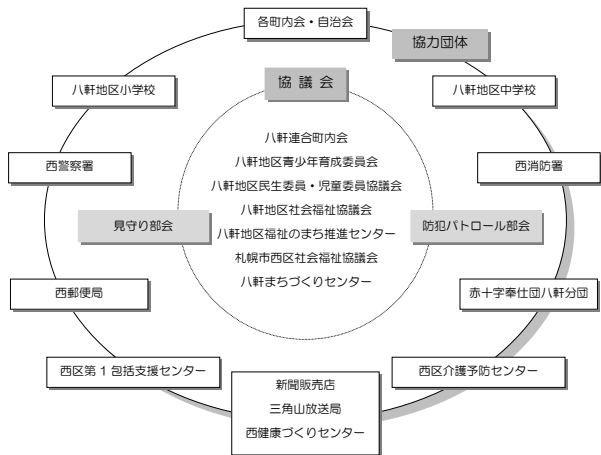 各町内会・自治会
協力団体
八軒地区小学校
協 議 会
八軒地区中学校
八軒連合町内会
八軒地区青少年育成委員会
西警察署
西消防署
八軒地区民生委員・児童委員協議会
八軒地区社会福祉協議会
見守り部会
八軒地区福祉のまち推進センター
防犯パトロール部会
札幌市西区社会福祉協議会
八軒まちづくりセンター
西郵便局
赤十字奉仕団八軒分団
西区第 1 包括支援センター
西区介護予防センター
新聞販売店
三角山放送局
西健康づくりセンター